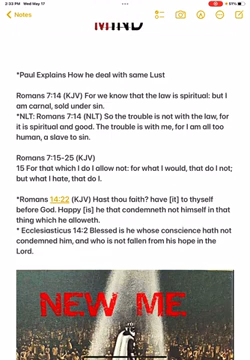 2:33 PM Wed May 17
81%
Notes
MIND
*Paul Explains How he deal with same Lust
Romans 7:14 (KJV) For we know that the law is spiritual: but I
am carnal, sold under sin.
*NLT: Romans 7:14 (NLT) So the trouble is not with the law, for
it is spiritual and good. The trouble is with me, for I am all too
human, a slave to sin.
Romans 7:15-25 (KJV)
15 For that which I do I allow not: for what I would, that do I not;
but what I hate, that do I.
*Romans 14:22 (KJV) Hast thou faith? have [it] to thyself
before God. Happy [is] he that condemneth not himself in that
thing which he alloweth.
* Ecclesiasticus 14:2 Blessed is he whose conscience hath not
condemned him, and who is not fallen from his hope in the
Lord.
NEW ME